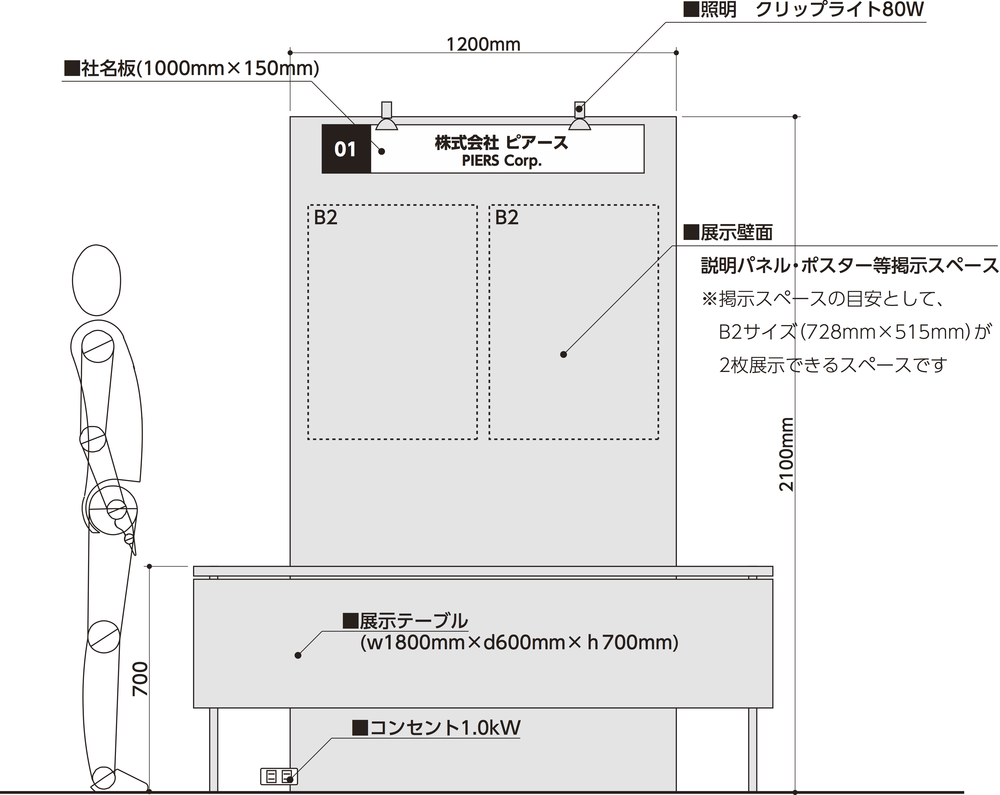 ■照明　クリップライト80W
1200mm
■社名板(1000mm×150mm)
01
株式会社 ピアース
PIERS Corp.
B2
B2
■展示壁面
説明パネル・ポスター等掲示スペース
※掲示スペースの目安として、
B2サイズ(728mm×515mm)が
2枚展示できるスペースです
2100mm
■展示テーブル
(w1800mm×d600mm×h700mm)
700
■コンセント1.0kW